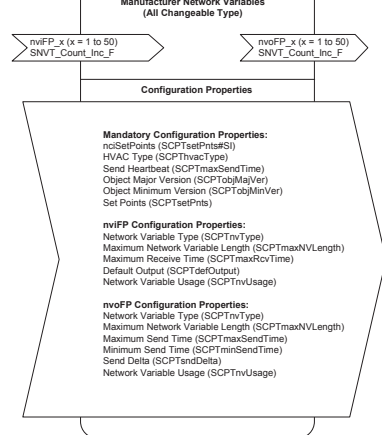 Manufacturer Network Variables
(All Changeable Type)
nviFP_x (x = 1 to 50)
SNVT_Count_Inc_F
nvoFP_x (x = 1 to 50)
SNVT_Count_Inc_F
Configuration Properties
Mandatory Configuration Properties:
nciSetPoints (SCPTsetPnts#SI)
HVAC Type (SCPThvacType)
Send Heartbeat (SCPTmaxSendTime)
Object Major Version (SCPTobjMajVer)
Object Minimum Version (SCPTobjMinVer)
Set Points (SCPTsetPnts)
nviFP Configuration Properties:
Network Variable Type (SCPTnvType)
Maximum Network Variable Length (SCPTmaxNVLength)
Maximum Receive Time (SCPTmaxRcvTime)
Default Output (SCPTdefOutput)
Network Variable Usage (SCPTnvUsage)
nvoFP Configuration Properties:
Network Variable Type (SCPTnvType)
Maximum Network Variable Length (SCPTmaxNVLength)
Maximum Send Time (SCPTmaxSendTime)
Minimum Send Time (SCPTminSendTime)
Send Delta (SCPTsndDelta)
Network Variable Usage (SCPTnvUsage)